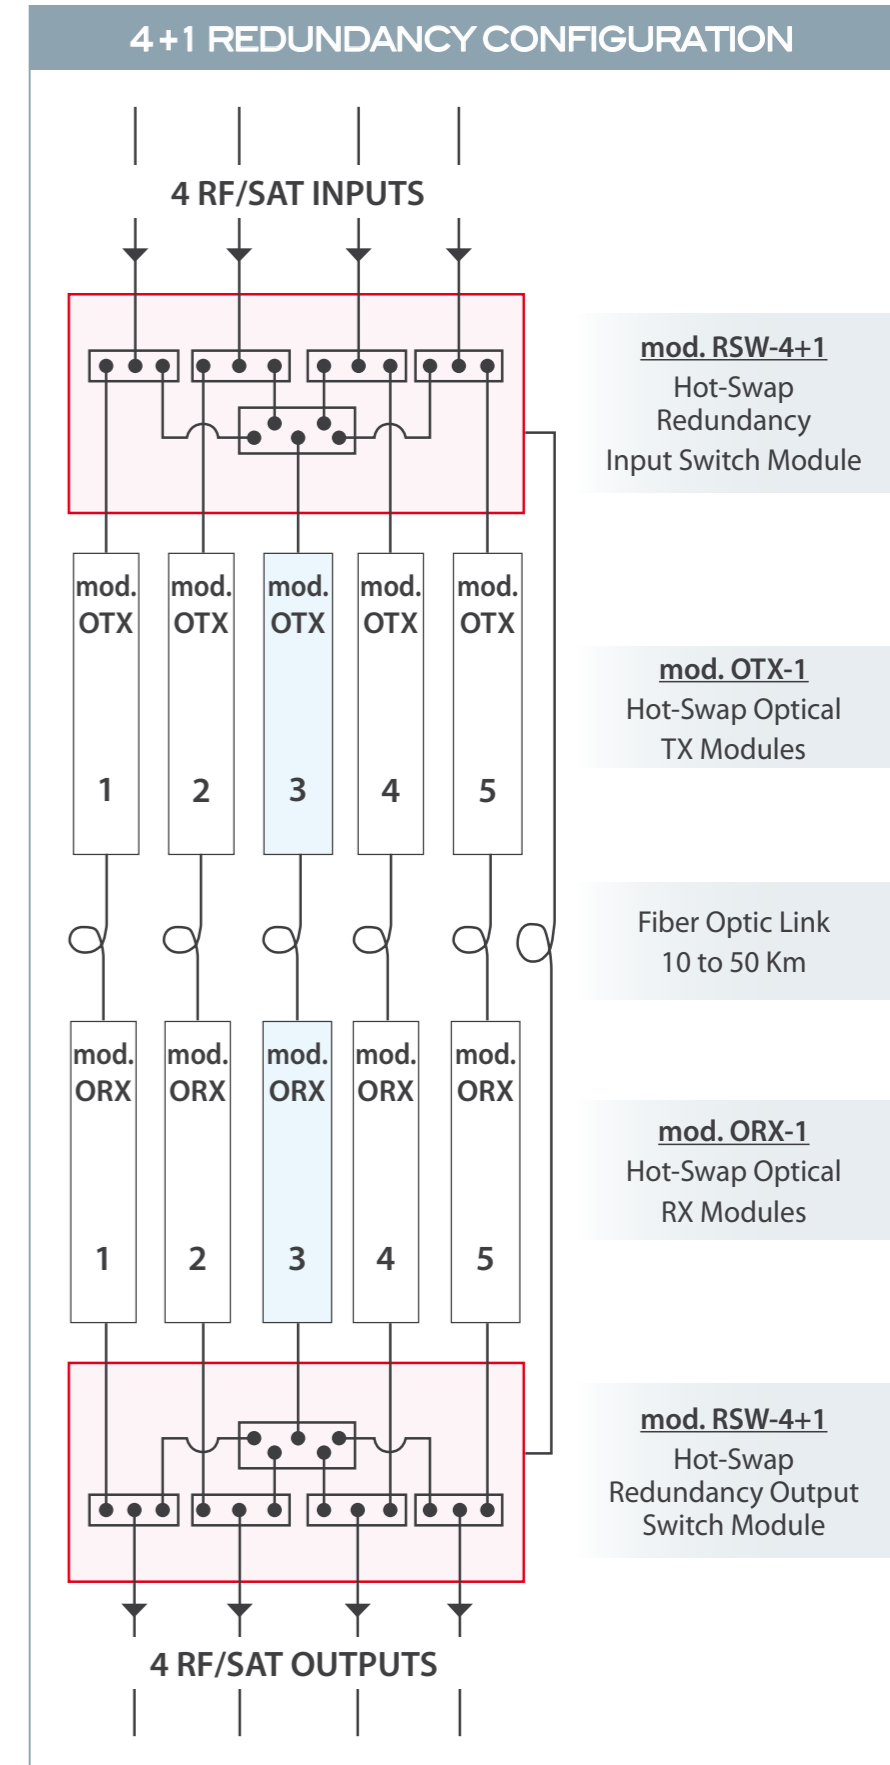 4+1 REDUNDANCY CONFIGURATION
4 RF/SAT INPUTS
mod. RSW-4+1
Hot-Swap
Redundancy
Input Switch Module
mod. mod. mod. mod. mod.
OTX OTX OTX OTX OTX
1 2 3 4 5
mod. OTX-1
Hot-Swap Optical
TX Modules
Fiber Optic Link
10 to 50 Km
mod. mod. mod. mod. mod.
ORX ORX ORX ORX ORX
1 2 3 4 5
mod. ORX-1
Hot-Swap Optical
RX Modules
mod. RSW-4+1
Hot-Swap
Redundancy Output
Switch Module
4 RF/SAT OUTPUTS